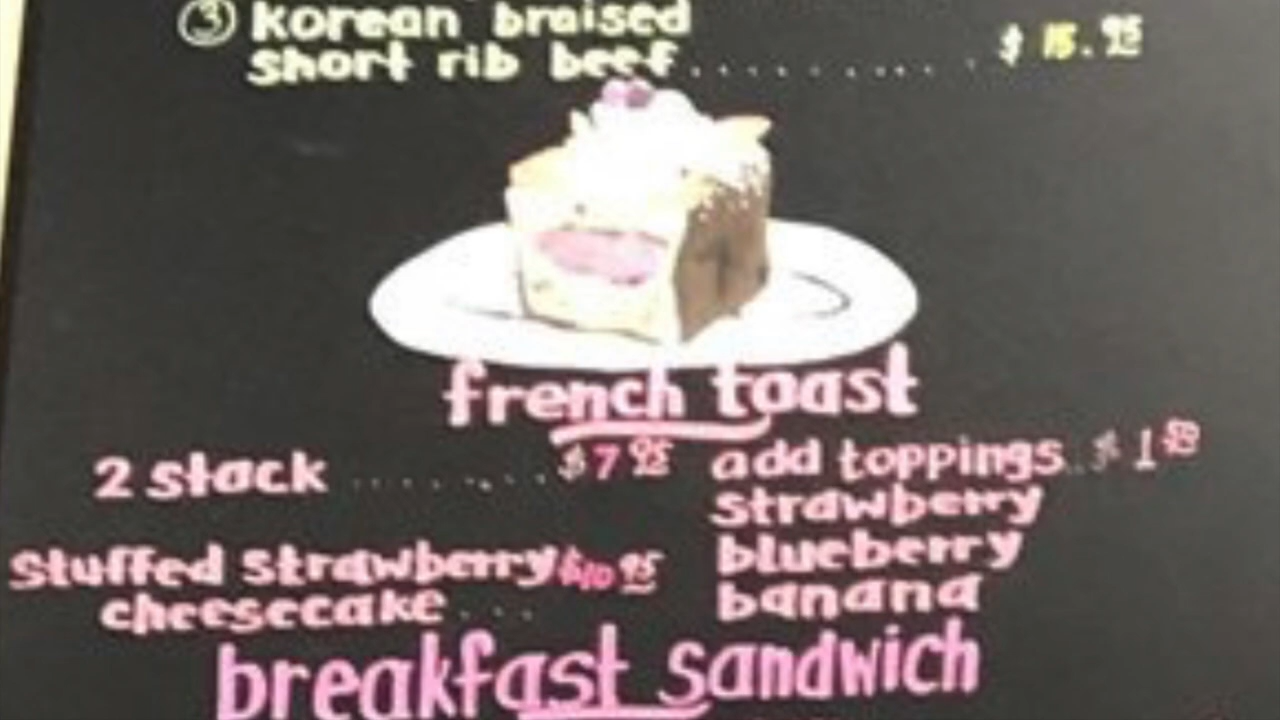 3 korean braised
short rib beef.......... $ 15.95
french toast
2 stack ........... $7 95
add toppings.. $ 1 50
strawberry
blueberry
banana
stuffed strawberry $10 95
cheesecake ...
breakfast sandwich